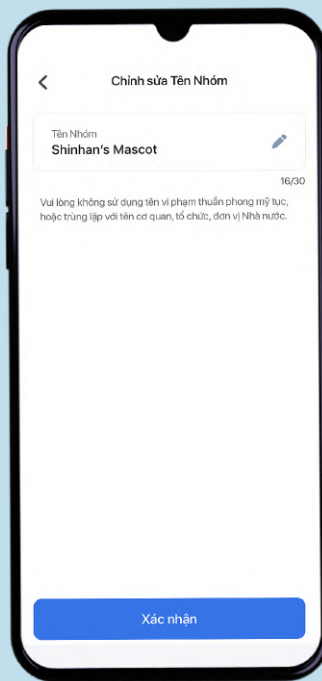 Chỉnh sửa Tên Nhóm
Tên Nhóm
Shinhan's Mascot
16/30
Vui lòng không sử dụng tên vi phạm thuần phong mỹ tục,
hoặc trùng lặp với tên cơ quan, tổ chức, đơn vị Nhà nước.
Xác nhận